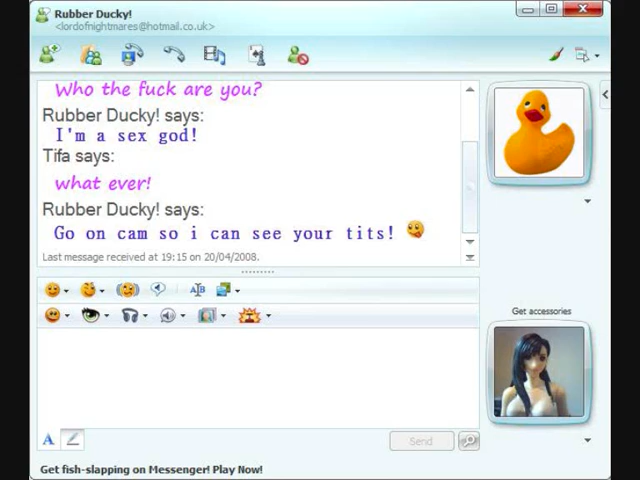 Rubber Ducky!
<lordofnightmares@hotmail.co.uk>
Who the fuck are you?
Rubber Ducky! says:
I'm a sex god!
Tifa says:
what ever!
Rubber Ducky! says:
Go on cam so i can see your tits!
Last message received at 19:15 on 20/04/2008.
Get accessories
A
Send
Get fish-slapping on Messenger! Play Now!